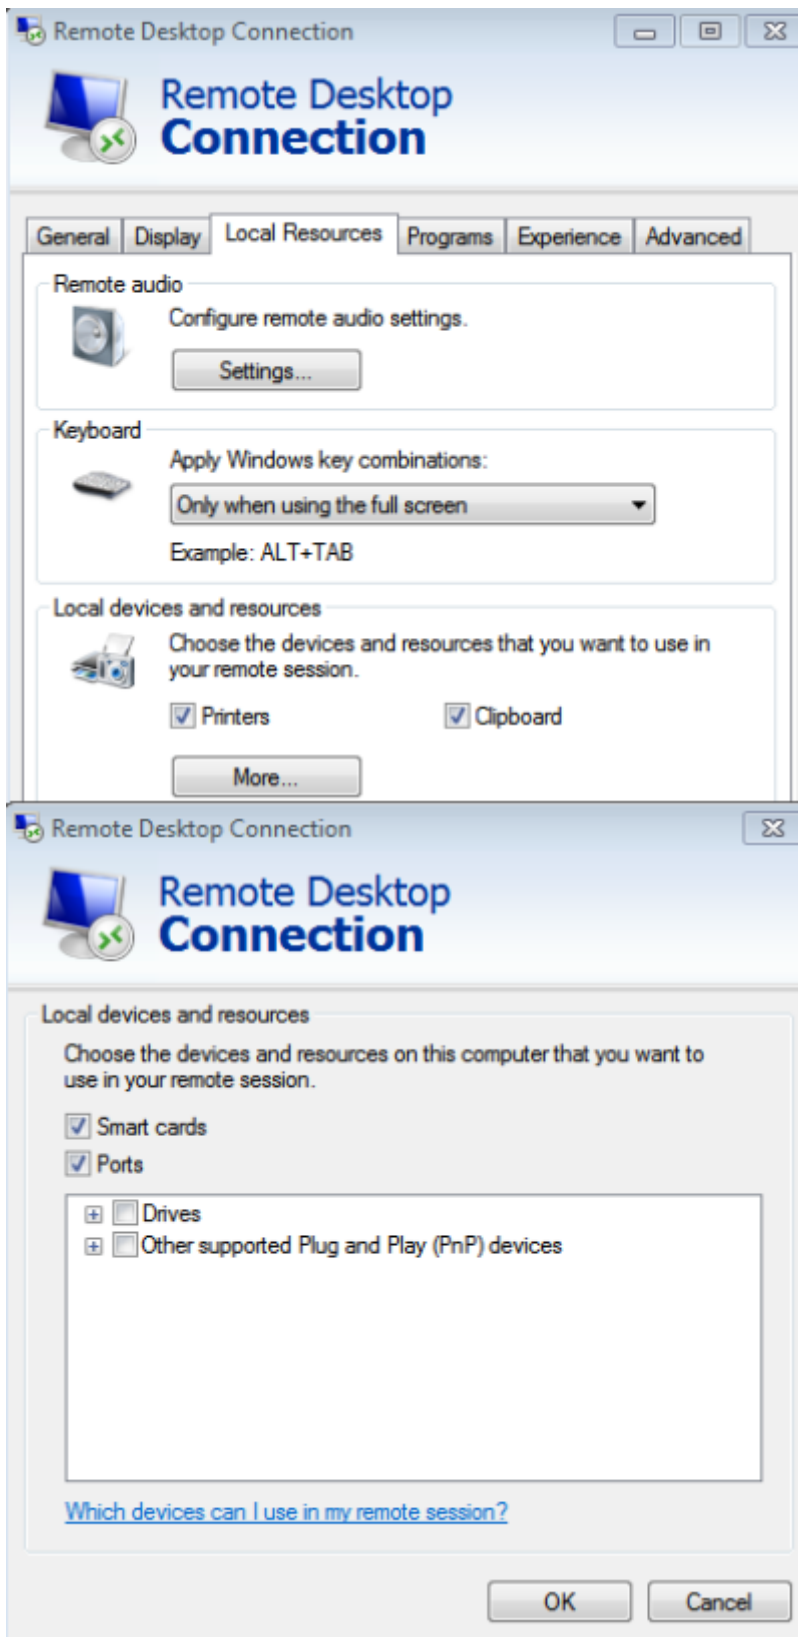 Remote Desktop Connection
Remote Desktop
Connection
General Display Local Resources Programs Experience Advanced
Remote audio
Configure remote audio settings.
Settings...
Keyboard
Apply Windows key combinations:
Only when using the full screen
Example: ALT+TAB
Local devices and resources
Choose the devices and resources that you want to use in
your remote session.
Printers Clipboard
More...
Remote Desktop Connection
Remote Desktop
Connection
Local devices and resources
Choose the devices and resources on this computer that you want to
use in your remote session.
Smart cards
Ports
Drives
Other supported Plug and Play (PnP) devices
Which devices can I use in my remote session?
OK Cancel